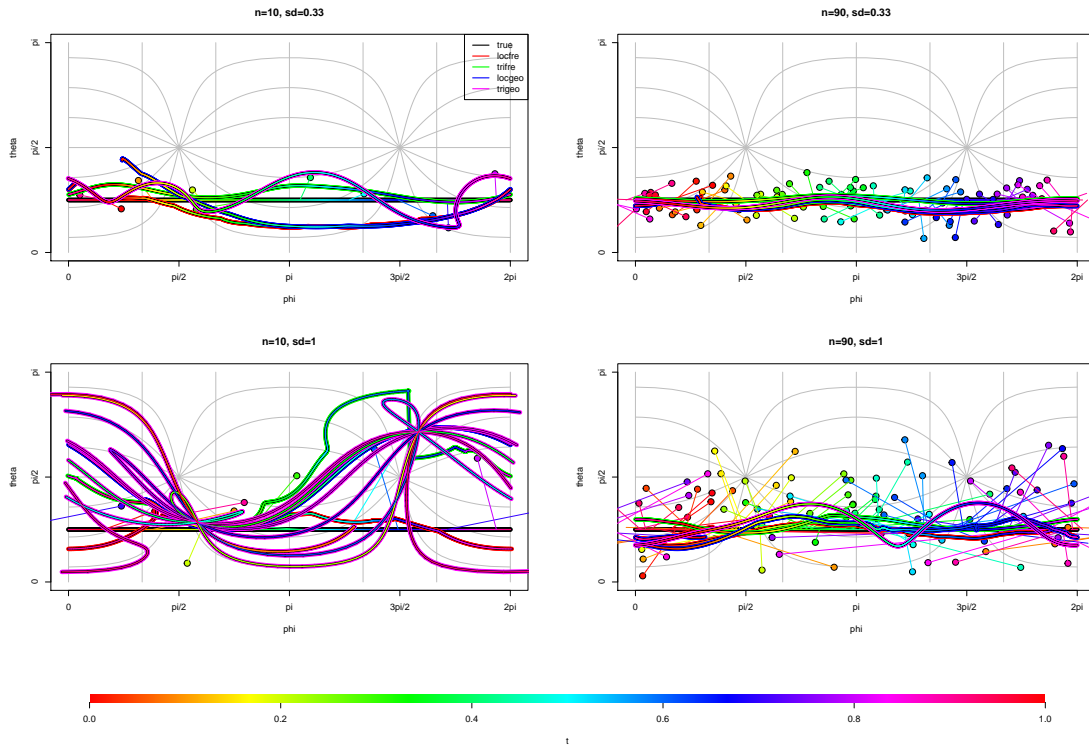 n=10, sd=0.33
theta
0
pi/2
pi
true
locfre
trifre
locgeo
trigeo
0
pi/2
pi
3pi/2
2pi
phi
n=90, sd=0.33
theta
0
pi/2
pi
0
pi/2
pi
3pi/2
2pi
phi
n=10, sd=1
theta
0
pi/2
pi
0
pi/2
pi
3pi/2
2pi
phi
n=90, sd=1
theta
0
pi/2
pi
0
pi/2
pi
3pi/2
2pi
phi
0.0
0.2
0.4
0.6
0.8
1.0
t